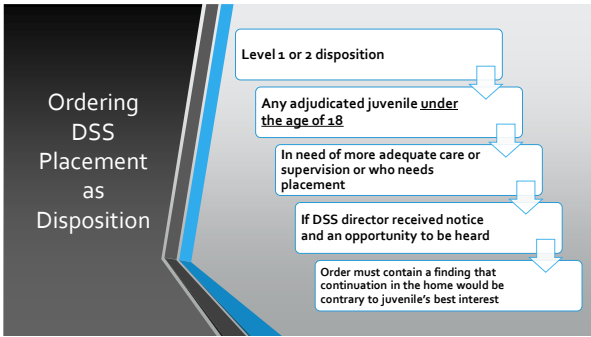 Ordering
DSS
Placement
as
Disposition
Level 1 or 2 disposition
Any adjudicated juvenile under
the age of 18
In need of more adequate care or
supervision or who needs
placement
If DSS director received notice
and an opportunity to be heard
Order must contain a finding that
continuation in the home would be
contrary to juvenile's best interest